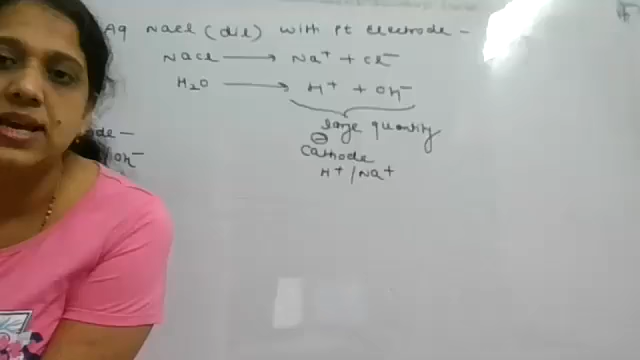 Aq NaCl (dil) with Pt electrode -
NaCl ⟶ Na⁺ + Cl⁻
H₂O ⟶ H⁺ + OH⁻
large quantity
⊖
Cathode
H⁺/Na⁺
ode -
OH⁻